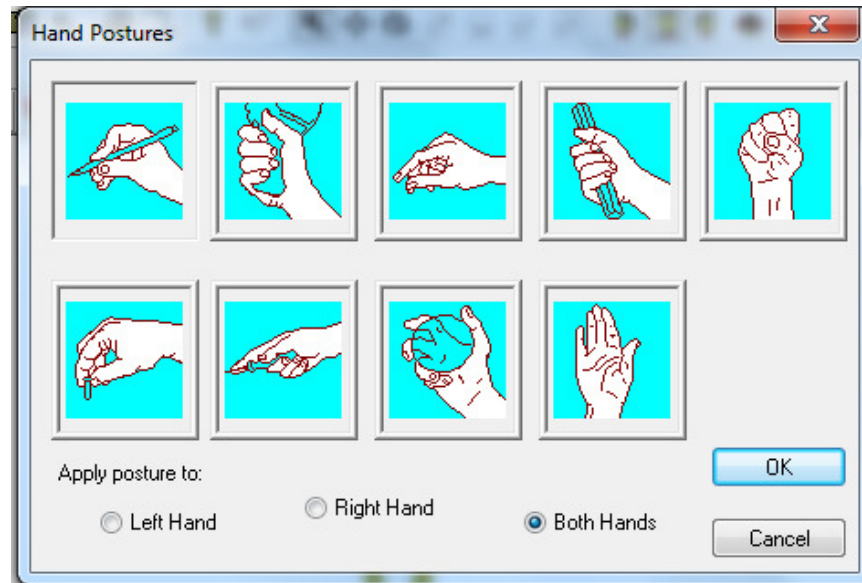 Hand Postures
Apply posture to:
Left Hand
Right Hand
Both Hands
OK
Cancel